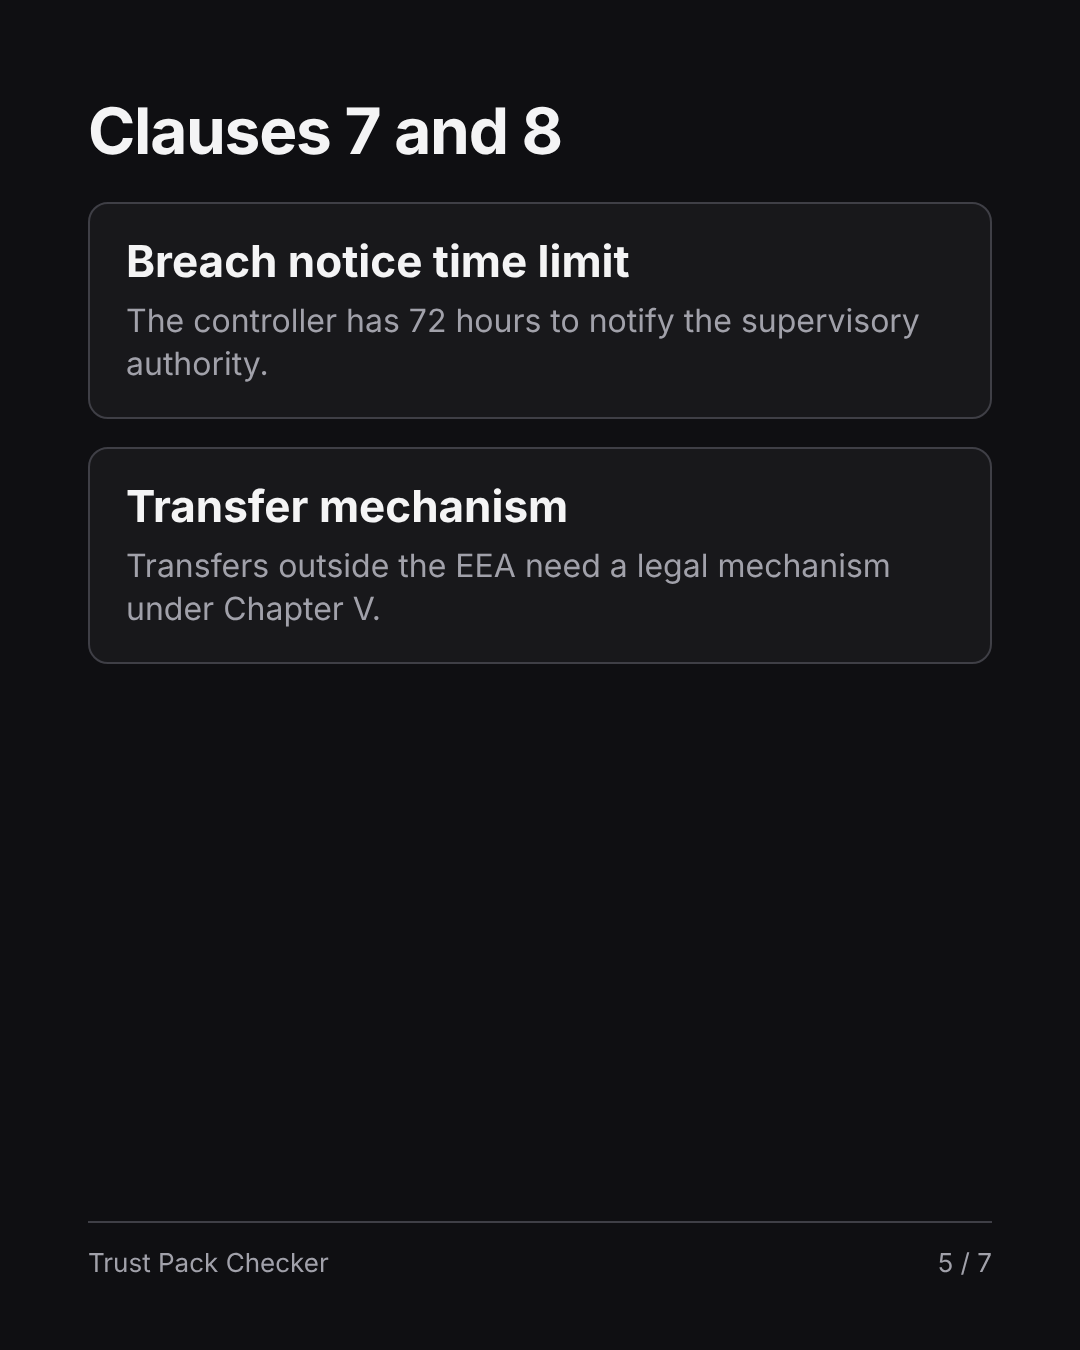 Clauses 7 and 8
Breach notice time limit
The controller has 72 hours to notify the supervisory
authority.
Transfer mechanism
Transfers outside the EEA need a legal mechanism
under Chapter V.
Trust Pack Checker
5 / 7